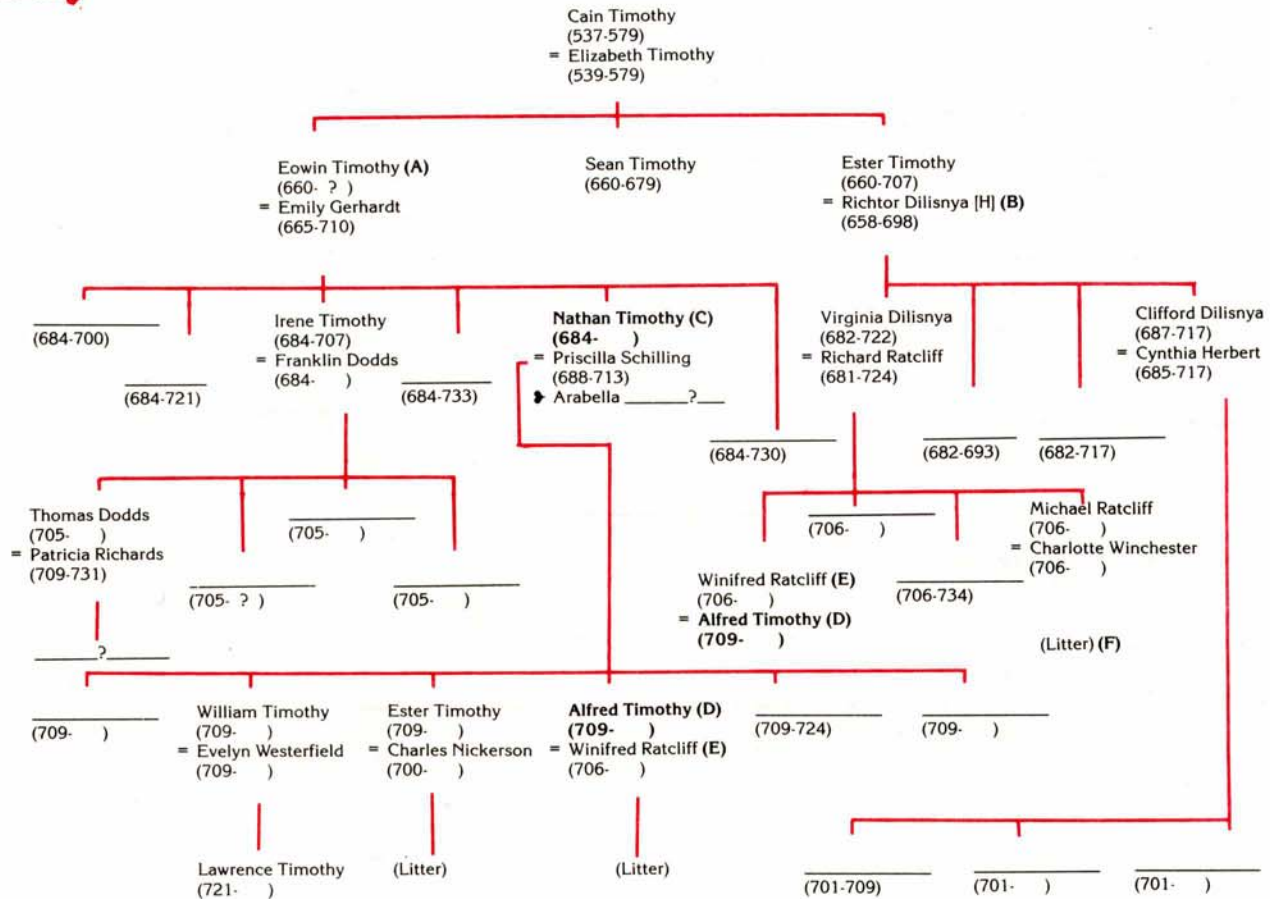 Cain Timothy
(537-579)
= Elizabeth Timothy
(539-579)
Eowin Timothy (A)
(660- ? )
= Emily Gerhardt
(665-710)
Sean Timothy
(660-679)
Ester Timothy
(660-707)
= Richtor Dilisnya [H] (B)
(658-698)
(684-700)
(684-721)
Irene Timothy
(684-707)
= Franklin Dodds
(684- )
(684-733)
Nathan Timothy (C)
(684- )
= Priscilla Schilling
(688-713)
❥ Arabella ______?__
(684-730)
Virginia Dilisnya
(682-722)
= Richard Ratcliff
(681-724)
(682-693)
(682-717)
Clifford Dilisnya
(687-717)
= Cynthia Herbert
(685-717)
Thomas Dodds
(705- )
= Patricia Richards
(709-731)
(705- ? )
(705- )
(705- )
Winifred Ratcliff (E)
(706- )
= Alfred Timothy (D)
(709- )
(706- )
(706-734)
Michael Ratcliff
(706- )
= Charlotte Winchester
(706- )
(Litter) (F)
______?______
(709- )
William Timothy
(709- )
= Evelyn Westerfield
(709- )
Ester Timothy
(709- )
= Charles Nickerson
(700- )
Alfred Timothy (D)
(709- )
= Winifred Ratcliff (E)
(706- )
(709-724)
(709- )
Lawrence Timothy
(721- )
(Litter)
(Litter)
(701-709)
(701- )
(701- )